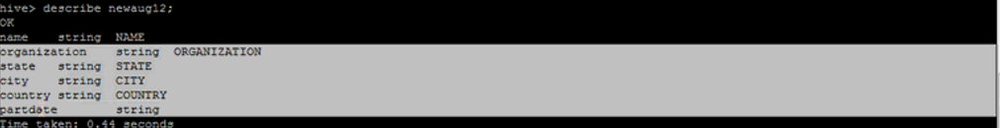 hive> describe newaug12;
OK
name string NAME
organization string ORGANIZATION
state string STATE
city string CITY
country string COUNTRY
partdate string
Time taken: 0.44 seconds